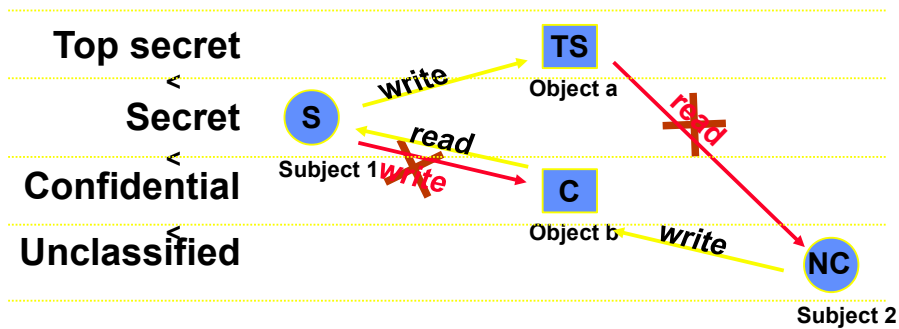 Top secret
TS
write
Object a
<
Secret
S
read
read
<
Subject 1
write
Confidential
C
<
Object b
write
Unclassified
NC
Subject 2